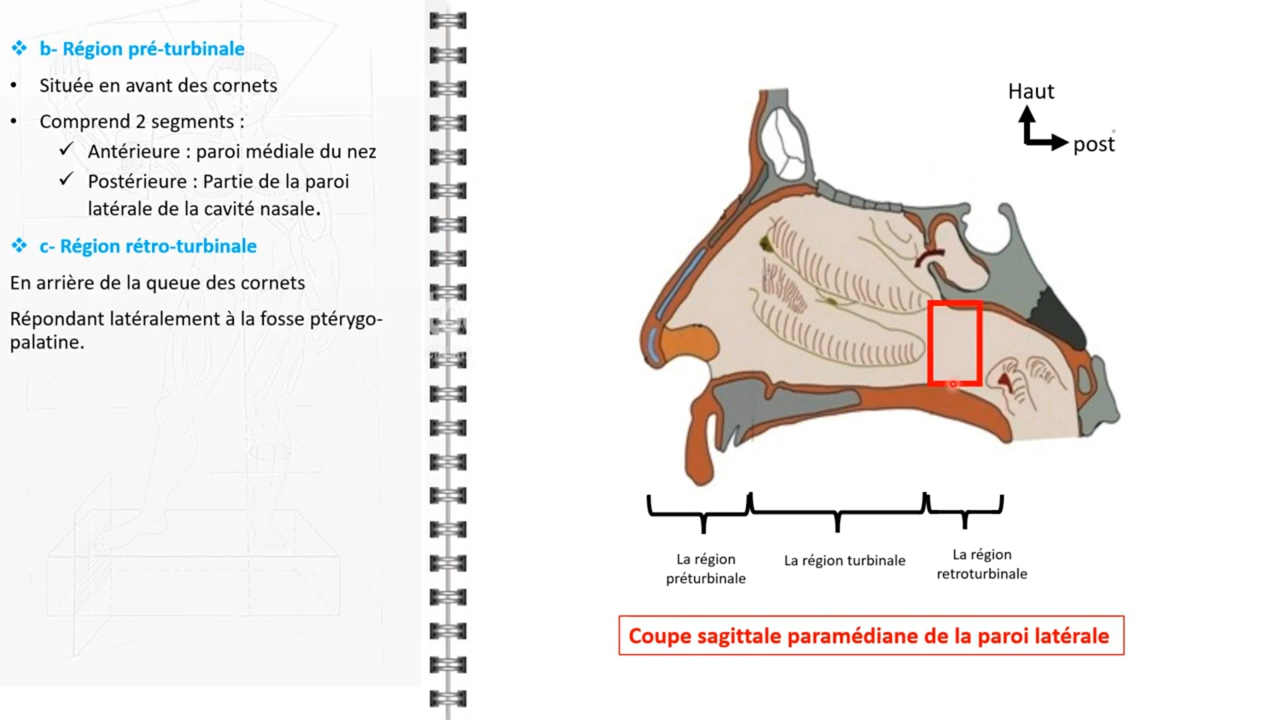 ❖ b- Région pré-turbinale
• Située en avant des cornets
• Comprend 2 segments :
✓ Antérieure : paroi médiale du nez
✓ Postérieure : Partie de la paroi
latérale de la cavité nasale.
❖ c- Région rétro-turbinale
En arrière de la queue des cornets
Répondant latéralement à la fosse ptérygo-
palatine.
Haut
post
La région
préturbinale
La région turbinale
La région
retroturbinale
Coupe sagittale paramédiane de la paroi latérale